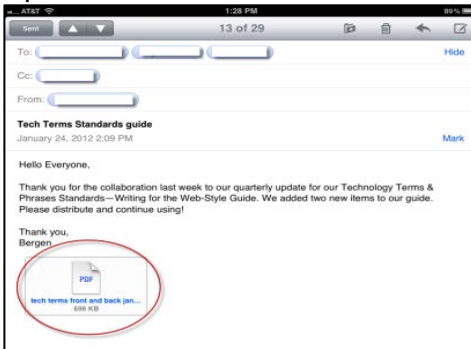 AT&T 1:28 PM 89%
Sent 13 of 29
To: Hide
Cc:
From:
Tech Terms Standards guide
January 24, 2012 2:09 PM Mark
Hello Everyone,
Thank you for the collaboration last week to our quarterly update for our Technology Terms &
Phrases Standards—Writing for the Web-Style Guide. We added two new items to our guide.
Please distribute and continue using!
Thank you,
Bergen
PDF
tech terms front and back jan...
696 KB